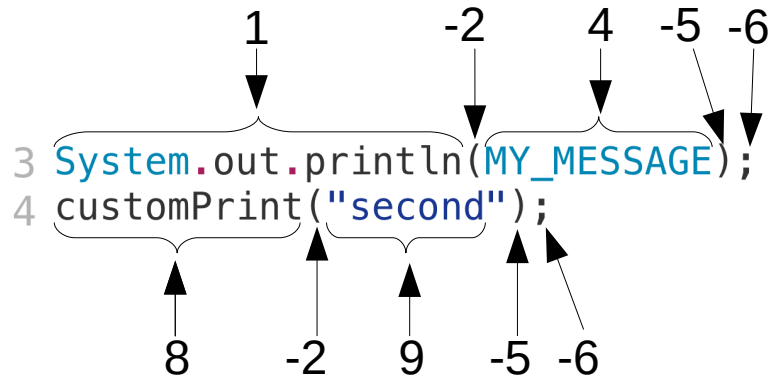 1 -2 4 -5 -6
3 System.out.println(MY_MESSAGE);
4 customPrint("second");
8 -2 9 -5 -6